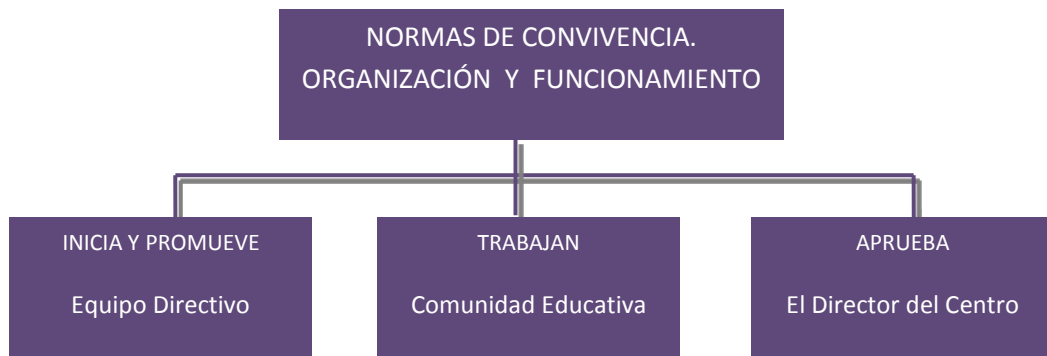 NORMAS DE CONVIVENCIA.
ORGANIZACIÓN Y FUNCIONAMIENTO
INICIA Y PROMUEVE
Equipo Directivo
TRABAJAN
Comunidad Educativa
APRUEBA
El Director del Centro